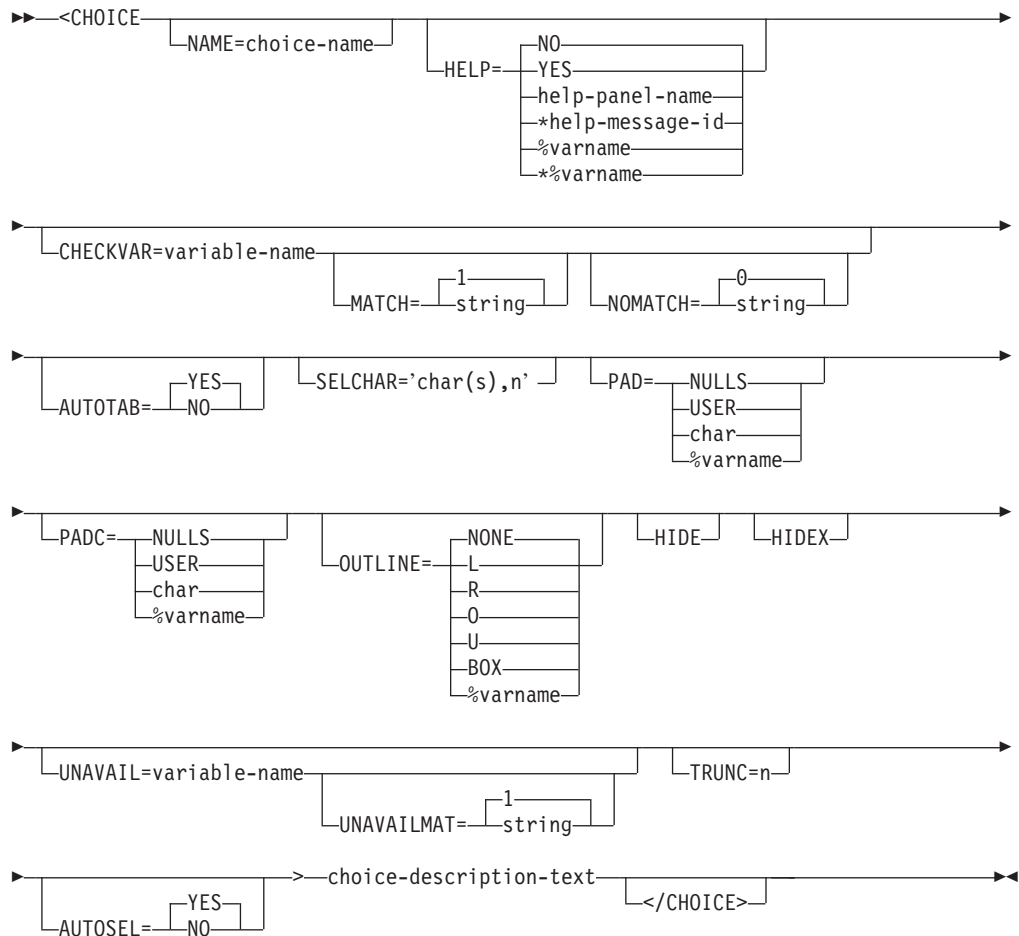 <CHOICE
NAME=choice-name
HELP=
NO
YES
help-panel-name
*help-message-id
%varname
*%varname
CHECKVAR=variable-name
MATCH=
1
string
NOMATCH=
0
string
AUTOTAB=
YES
NO
SELCHAR='char(s),n'
PAD=
NULLS
USER
char
%varname
PADC=
NULLS
USER
char
%varname
OUTLINE=
NONE
L
R
O
U
BOX
%varname
HIDE
HIDEX
UNAVAIL=variable-name
UNAVAILMAT=
1
string
TRUNC=n
AUTOSEL=
YES
NO
>
choice-description-text
</CHOICE>